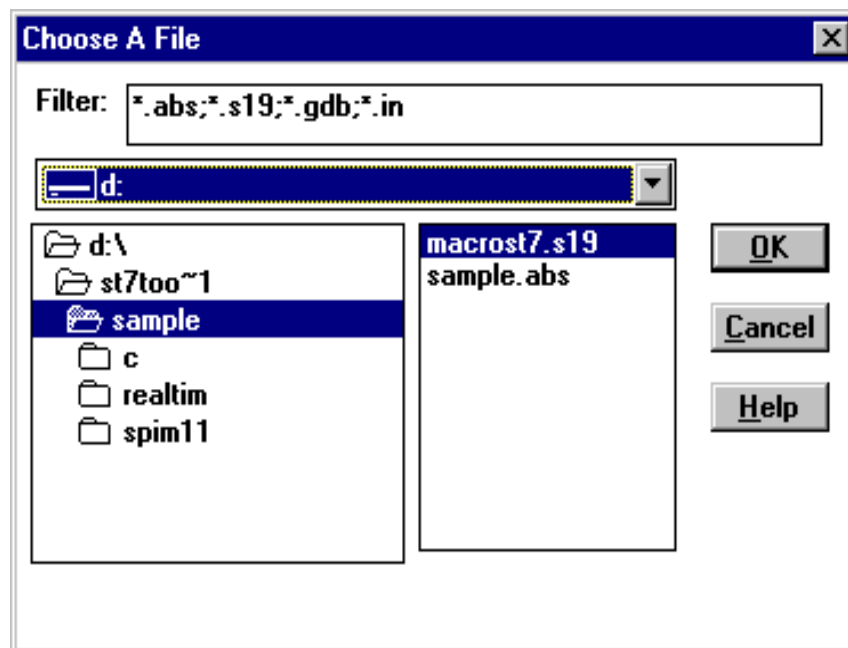 Choose A File
Filter: *.abs;*.s19;*.gdb;*.in
d:
d:\
st7too~1
sample
c
realtim
spim11
macrost7.s19
sample.abs
OK
Cancel
Help